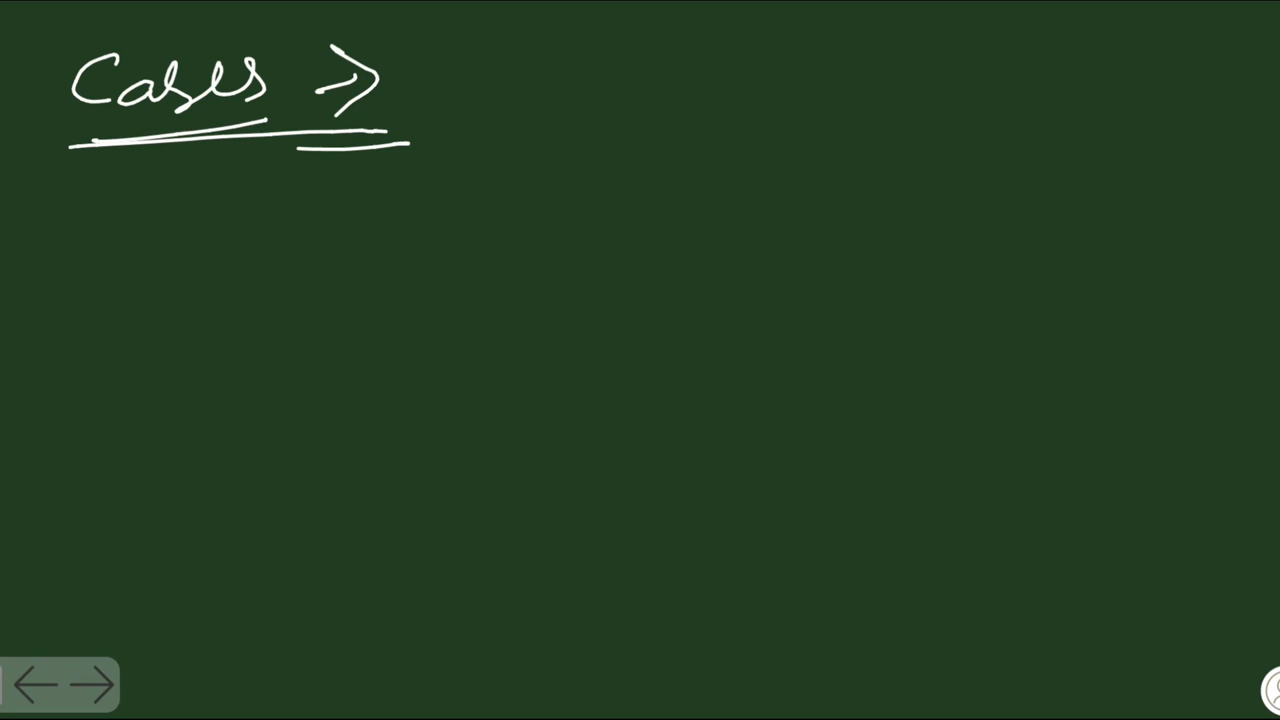 Cases →